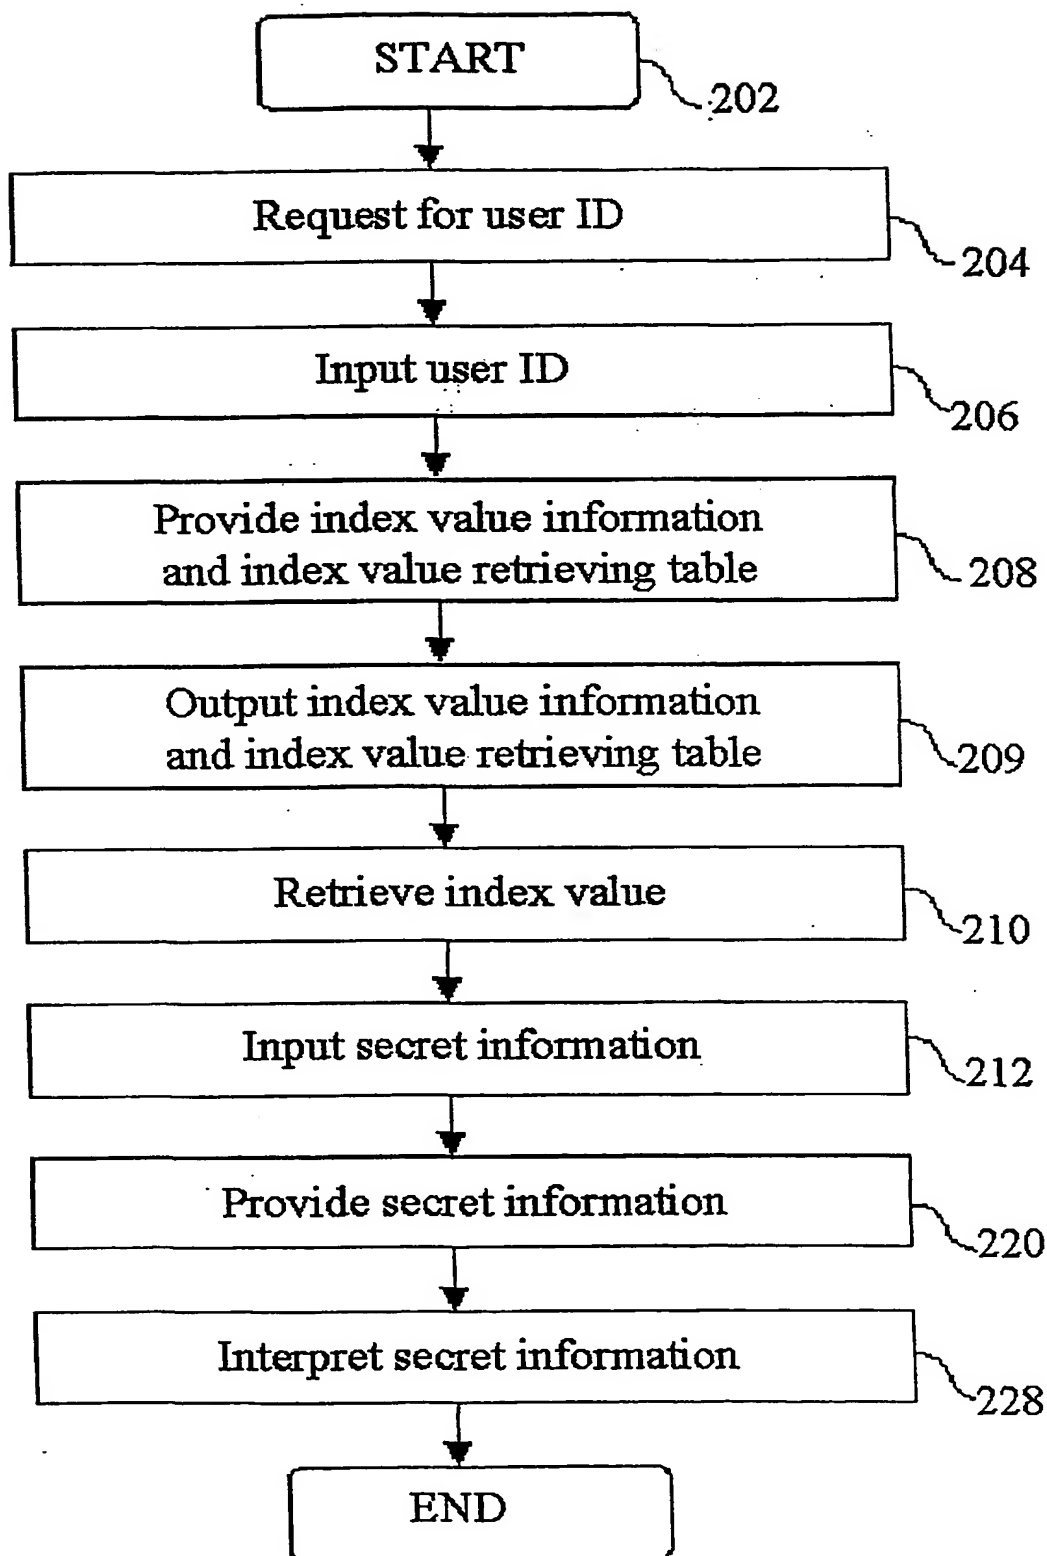 START
202
Request for user ID
204
Input user ID
206
Provide index value information
and index value retrieving table
208
Output index value information
and index value retrieving table
209
Retrieve index value
210
Input secret information
212
Provide secret information
220
Interpret secret information
228
END